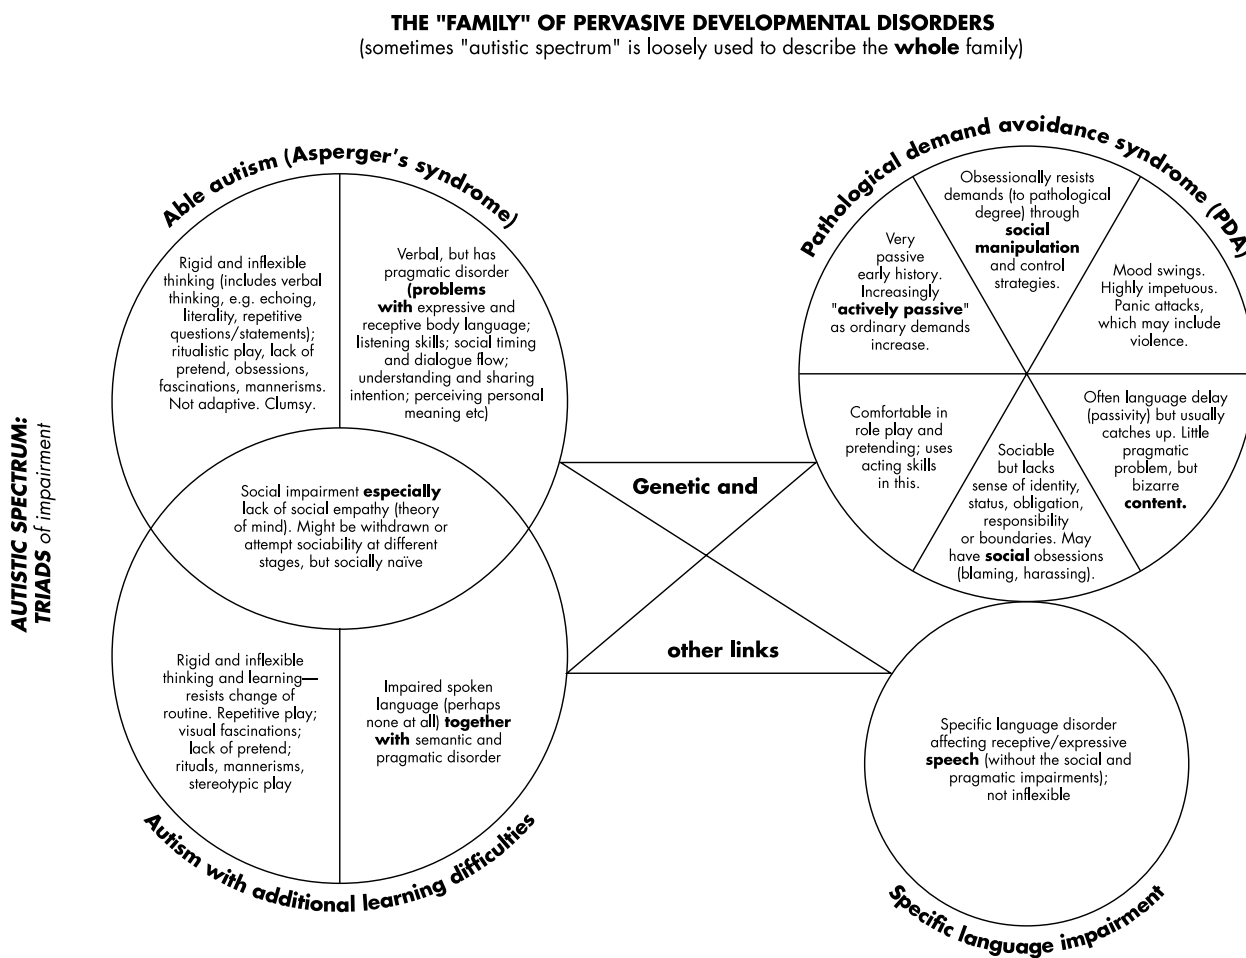 THE "FAMILY" OF PERVASIVE DEVELOPMENTAL DISORDERS
(sometimes "autistic spectrum" is loosely used to describe the whole family)
AUTISTIC SPECTRUM:
TRIADS of impairment
Able autism (Asperger's syndrome)
Rigid and inflexible
thinking (includes verbal
thinking, e.g. echoing,
literality, repetitive
questions/statements);
ritualistic play, lack of
pretend, obsessions,
fascinations, mannerisms.
Not adaptive. Clumsy.
Verbal, but has
pragmatic disorder
(problems
with expressive and
receptive body language;
listening skills; social timing
and dialogue flow;
understanding and sharing
intention; perceiving personal
meaning etc)
Social impairment especially
lack of social empathy (theory
of mind). Might be withdrawn or
attempt sociability at different
stages, but socially naïve
Rigid and inflexible
thinking and learning—
resists change of
routine. Repetitive play;
visual fascinations;
lack of pretend;
rituals, mannerisms,
stereotypic play
Impaired spoken
language (perhaps
none at all) together
with semantic and
pragmatic disorder
Autism with additional learning difficulties
Genetic and
other links
Pathological demand avoidance syndrome (PDA)
Very
passive
early history.
Increasingly
"actively passive"
as ordinary demands
increase.
Obsessionally resists
demands (to pathological
degree) through
social
manipulation
and control
strategies.
Mood swings.
Highly impetuous.
Panic attacks,
which may include
violence.
Comfortable in
role play and
pretending; uses
acting skills
in this.
Sociable
but lacks
sense of identity,
status, obligation,
responsibility
or boundaries. May
have social obsessions
(blaming, harassing).
Often language delay
(passivity) but usually
catches up. Little
pragmatic
problem, but
bizarre
content.
Specific language disorder
affecting receptive/expressive
speech (without the social and
pragmatic impairments);
not inflexible
Specific language impairment